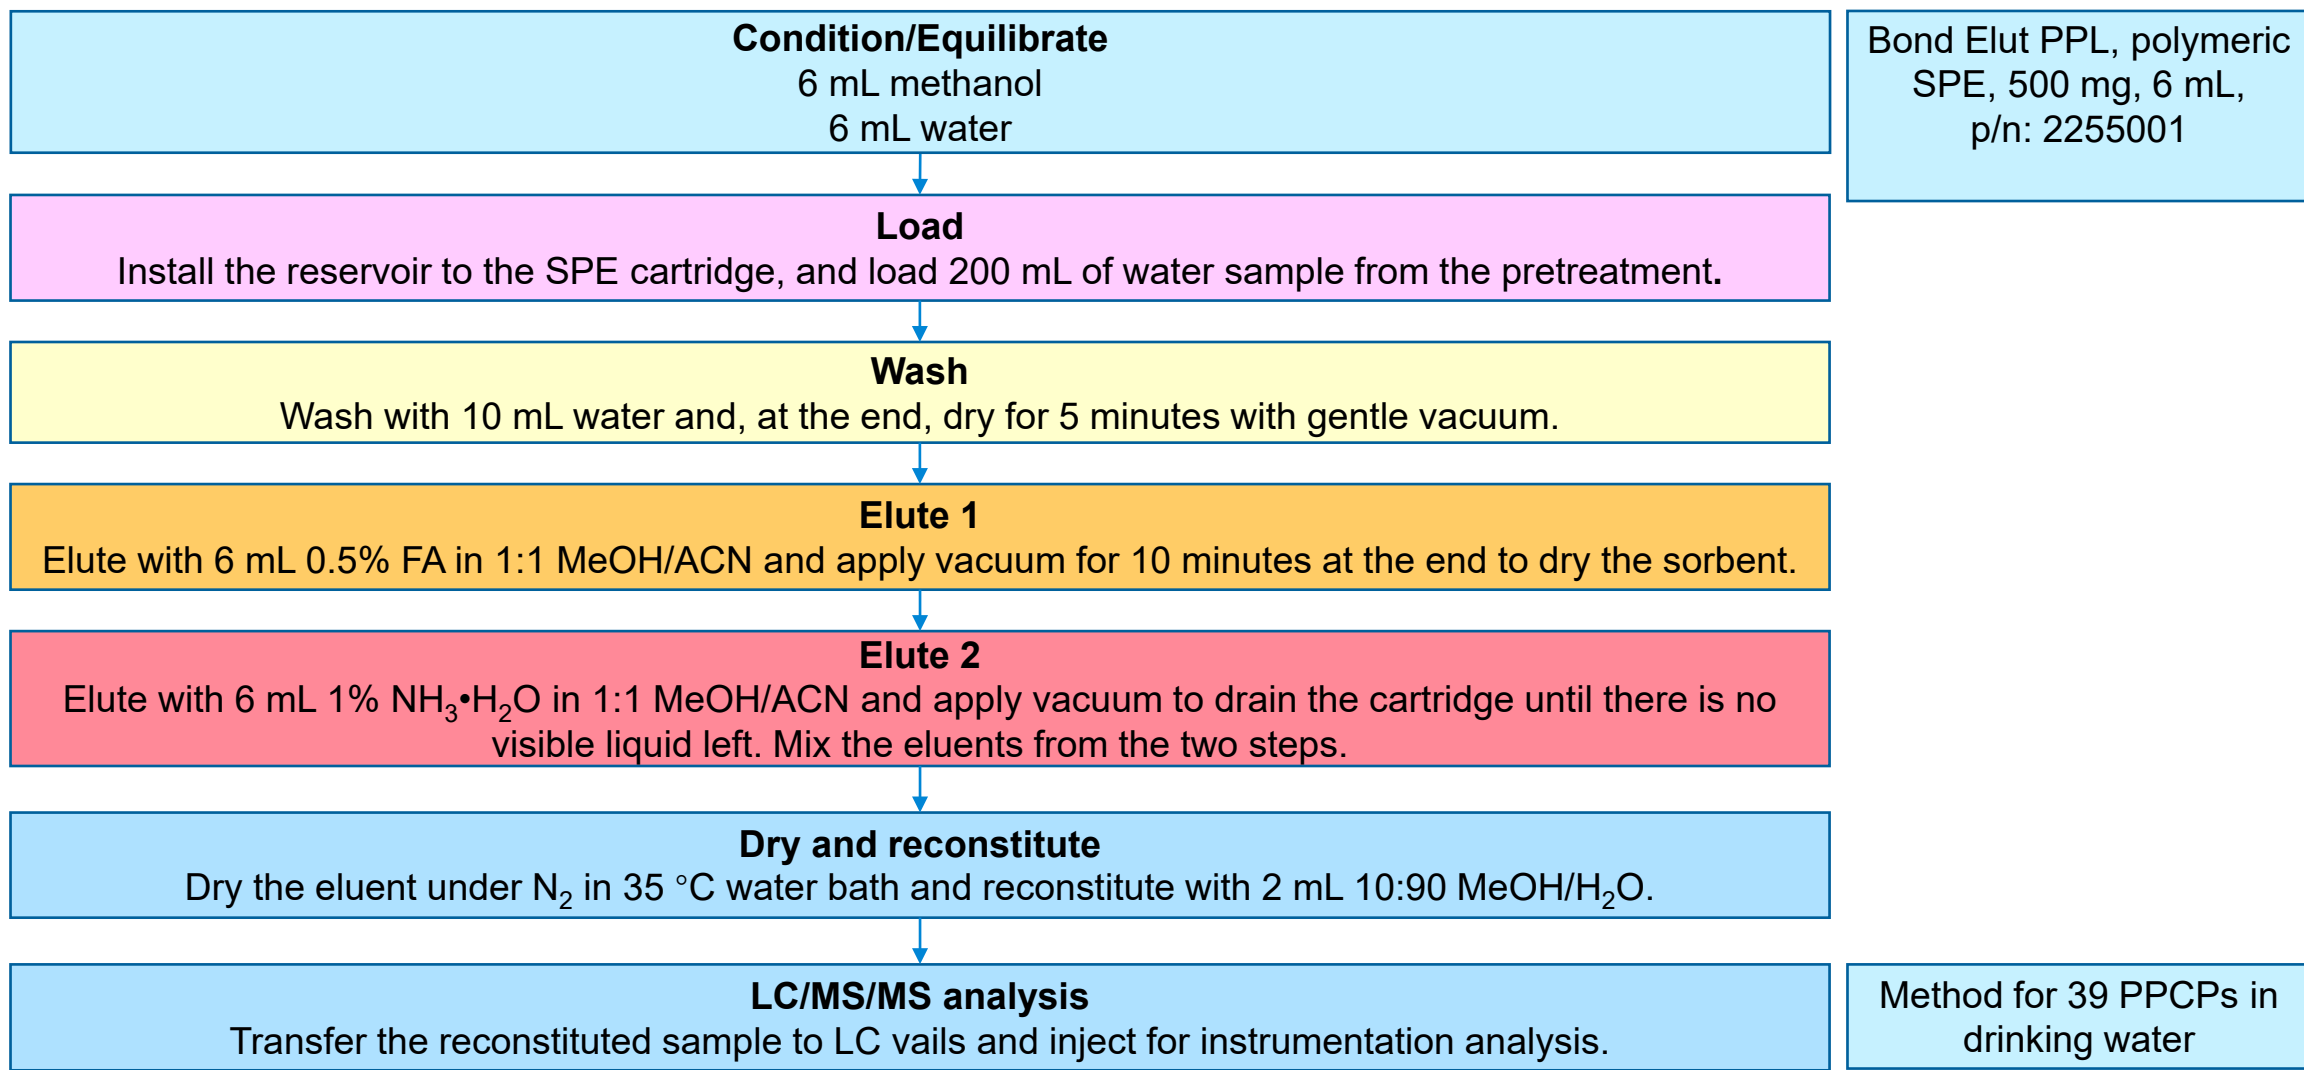 Condition/Equilibrate
6 mL methanol
6 mL water
Bond Elut PPL, polymeric
SPE, 500 mg, 6 mL,
p/n: 2255001
Load
Install the reservoir to the SPE cartridge, and load 200 mL of water sample from the pretreatment.
Wash
Wash with 10 mL water and, at the end, dry for 5 minutes with gentle vacuum.
Elute 1
Elute with 6 mL 0.5% FA in 1:1 MeOH/ACN and apply vacuum for 10 minutes at the end to dry the sorbent.
Elute 2
Elute with 6 mL 1% NH₃•H₂O in 1:1 MeOH/ACN and apply vacuum to drain the cartridge until there is no
visible liquid left. Mix the eluents from the two steps.
Dry and reconstitute
Dry the eluent under N₂ in 35 °C water bath and reconstitute with 2 mL 10:90 MeOH/H₂O.
LC/MS/MS analysis
Transfer the reconstituted sample to LC vails and inject for instrumentation analysis.
Method for 39 PPCPs in
drinking water